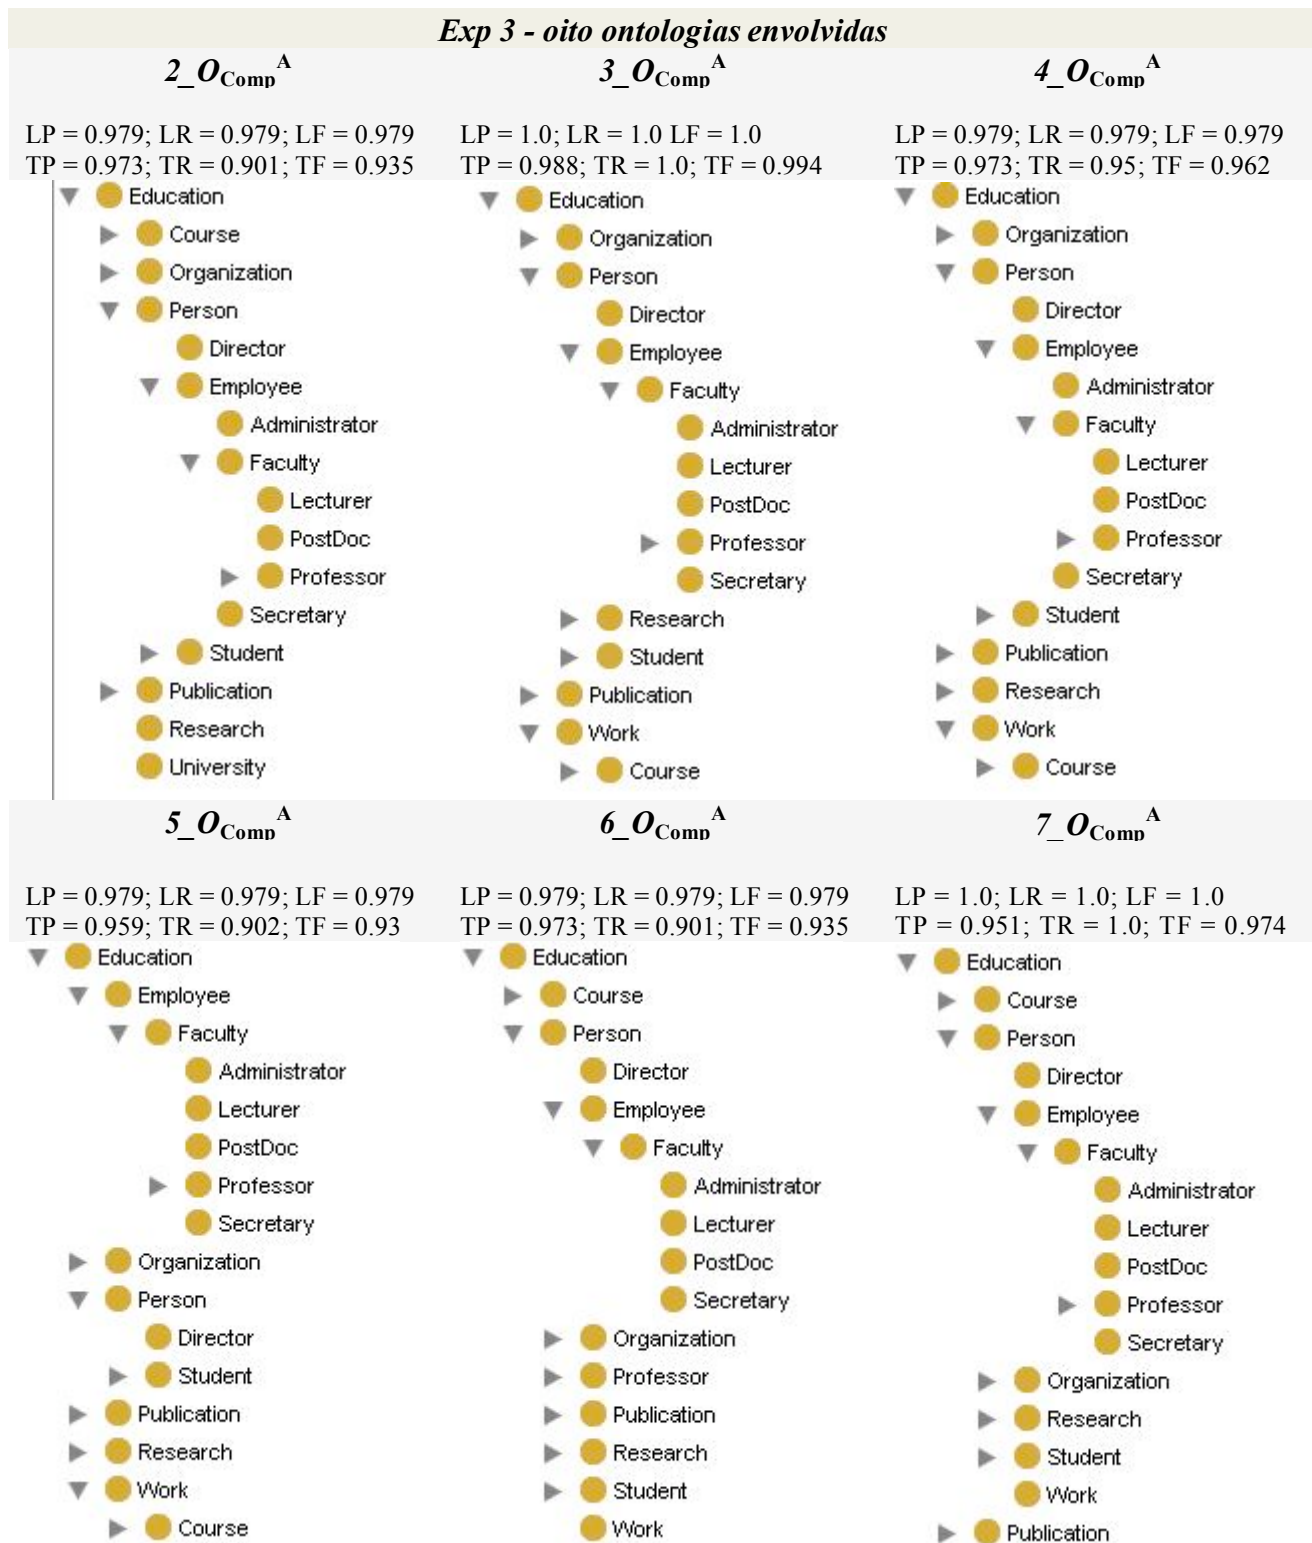 Exp 3 - oito ontologias envolvidas
2_O_Comp^A
LP = 0.979; LR = 0.979; LF = 0.979
TP = 0.973; TR = 0.901; TF = 0.935
Education
Course
Organization
Person
Director
Employee
Administrator
Faculty
Lecturer
PostDoc
Professor
Secretary
Student
Publication
Research
University
3_O_Comp^A
LP = 1.0; LR = 1.0 LF = 1.0
TP = 0.988; TR = 1.0; TF = 0.994
Education
Organization
Person
Director
Employee
Faculty
Administrator
Lecturer
PostDoc
Professor
Secretary
Research
Student
Publication
Work
Course
4_O_Comp^A
LP = 0.979; LR = 0.979; LF = 0.979
TP = 0.973; TR = 0.95; TF = 0.962
Education
Organization
Person
Director
Employee
Administrator
Faculty
Lecturer
PostDoc
Professor
Secretary
Student
Publication
Research
Work
Course
5_O_Comp^A
LP = 0.979; LR = 0.979; LF = 0.979
TP = 0.959; TR = 0.902; TF = 0.93
Education
Employee
Faculty
Administrator
Lecturer
PostDoc
Professor
Secretary
Organization
Person
Director
Student
Publication
Research
Work
Course
6_O_Comp^A
LP = 0.979; LR = 0.979; LF = 0.979
TP = 0.973; TR = 0.901; TF = 0.935
Education
Course
Person
Director
Employee
Faculty
Administrator
Lecturer
PostDoc
Secretary
Organization
Professor
Publication
Research
Student
Work
7_O_Comp^A
LP = 1.0; LR = 1.0; LF = 1.0
TP = 0.951; TR = 1.0; TF = 0.974
Education
Course
Person
Director
Employee
Faculty
Administrator
Lecturer
PostDoc
Professor
Secretary
Organization
Research
Student
Work
Publication